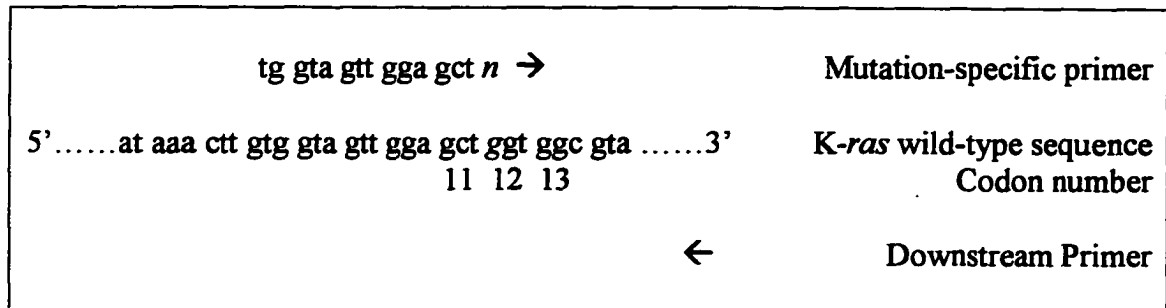 tg gta gtt gga gct n → Mutation-specific primer
5’......at aaa ctt gtg gta gtt gga gct ggt ggc gta ......3’ K-ras wild-type sequence
11 12 13 Codon number
← Downstream Primer